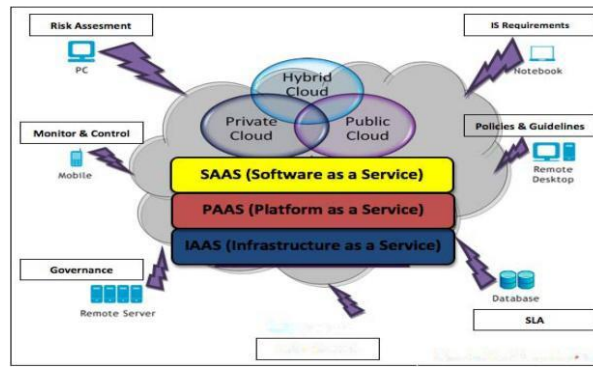 Risk Assesment
IS Requirements
PC
Notebook
Hybrid
Cloud
Private
Cloud
Public
Cloud
Monitor & Control
Mobile
Policies & Guidelines
Remote
Desktop
SAAS (Software as a Service)
PAAS (Platform as a Service)
IAAS (Infrastructure as a Service)
Governance
Remote Server
Database
SLA